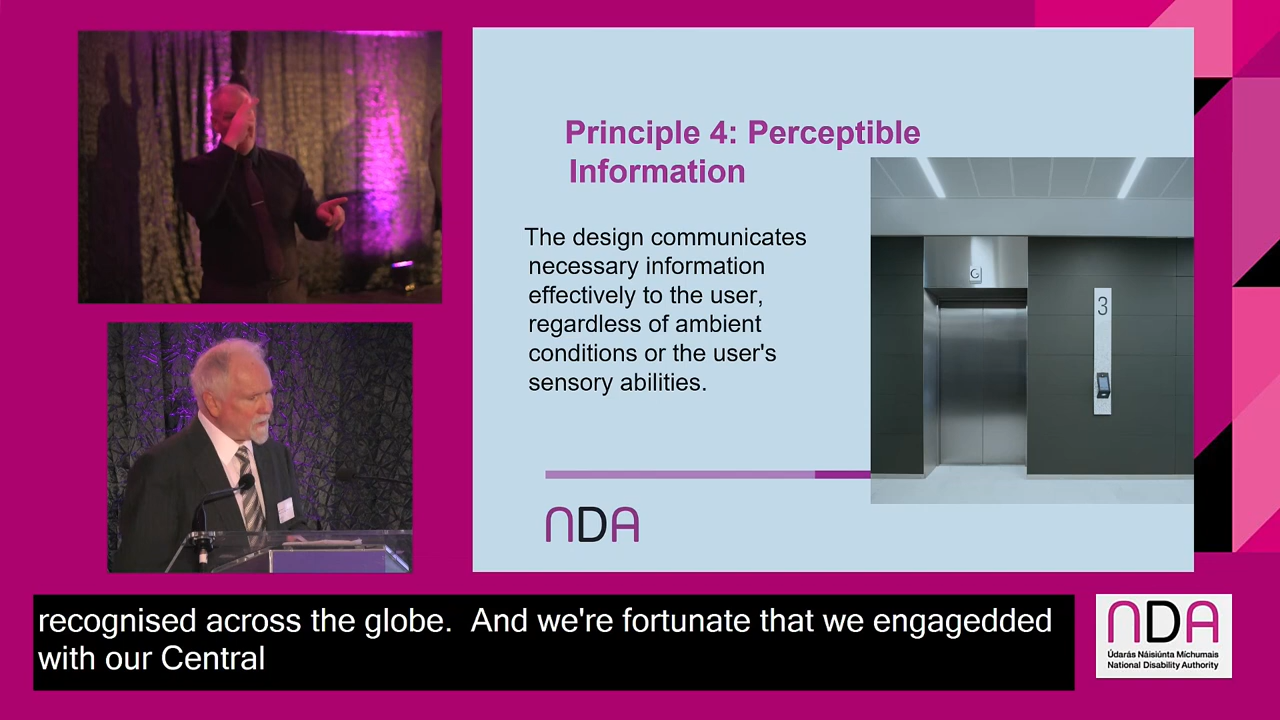 Principle 4: Perceptible
Information
The design communicates
necessary information
effectively to the user,
regardless of ambient
conditions or the user's
sensory abilities.
G
3
NDA
recognised across the globe.  And we're fortunate that we engagedded
with our Central
NDA
Údarás Náisiúnta Míchumais
National Disability Authority